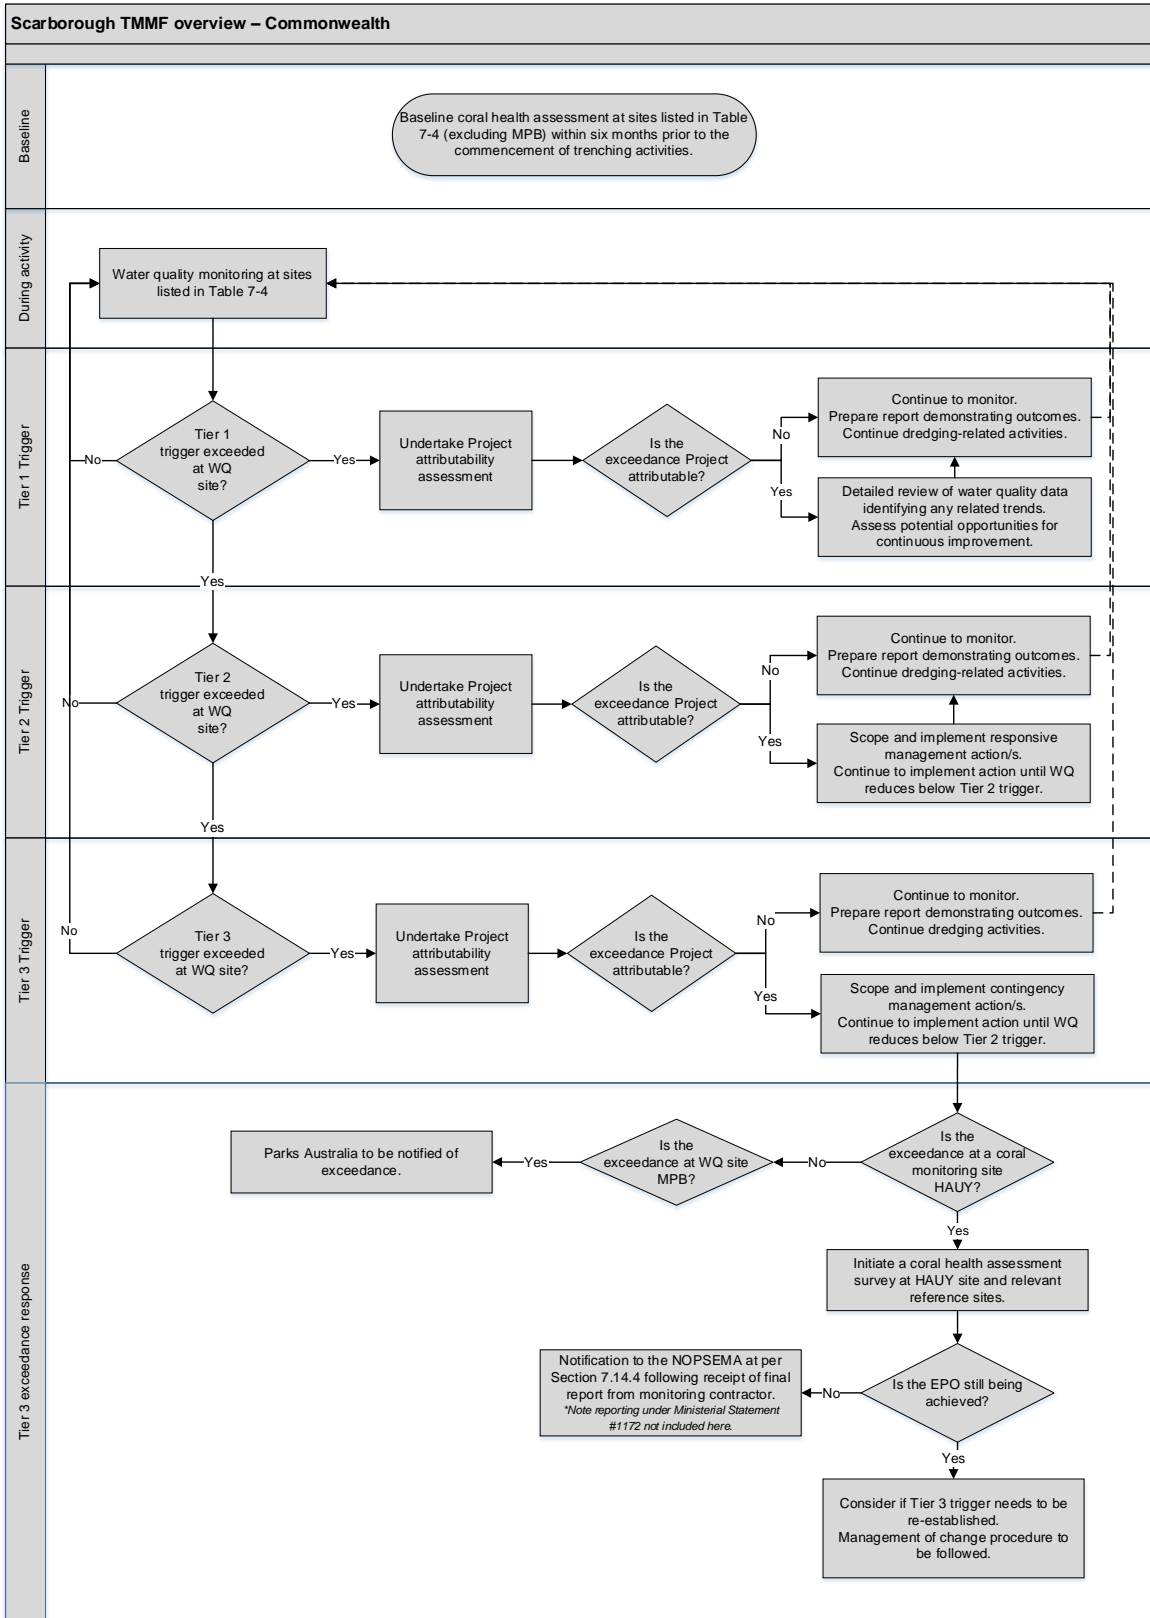 Scarborough TMMF overview – Commonwealth
Baseline
Baseline coral health assessment at sites listed in Table
7-4 (excluding MPB) within six months prior to the
commencement of trenching activities.
During activity
Water quality monitoring at sites
listed in Table 7-4
Tier 1 Trigger
Tier 1
trigger exceeded
at WQ
site?
No
Yes
Undertake Project
attributability
assessment
Is the
exceedance Project
attributable?
No
Yes
Continue to monitor.
Prepare report demonstrating outcomes.
Continue dredging-related activities.
Detailed review of water quality data
identifying any related trends.
Assess potential opportunities for
continuous improvement.
Yes
Tier 2 Trigger
Tier 2
trigger exceeded
at WQ
site?
No
Yes
Undertake Project
attributability
assessment
Is the
exceedance Project
attributable?
No
Yes
Continue to monitor.
Prepare report demonstrating outcomes.
Continue dredging-related activities.
Scope and implement responsive
management action/s.
Continue to implement action until WQ
reduces below Tier 2 trigger.
Yes
Tier 3 Trigger
Tier 3
trigger exceeded
at WQ site?
No
Yes
Undertake Project
attributability
assessment
Is the
exceedance Project
attributable?
No
Yes
Continue to monitor.
Prepare report demonstrating outcomes.
Continue dredging activities.
Scope and implement contingency
management action/s.
Continue to implement action until WQ
reduces below Tier 2 trigger.
Tier 3 exceedance response
Is the
exceedance at a coral
monitoring site
HAUY?
No
Is the
exceedance at WQ site
MPB?
Yes
Parks Australia to be notified of
exceedance.
Yes
Initiate a coral health assessment
survey at HAUY site and relevant
reference sites.
Is the EPO still being
achieved?
No
Notification to the NOPSEMA at per
Section 7.14.4 following receipt of final
report from monitoring contractor.
*Note reporting under Ministerial Statement
#1172 not included here.
Yes
Consider if Tier 3 trigger needs to be
re-established.
Management of change procedure to
be followed.